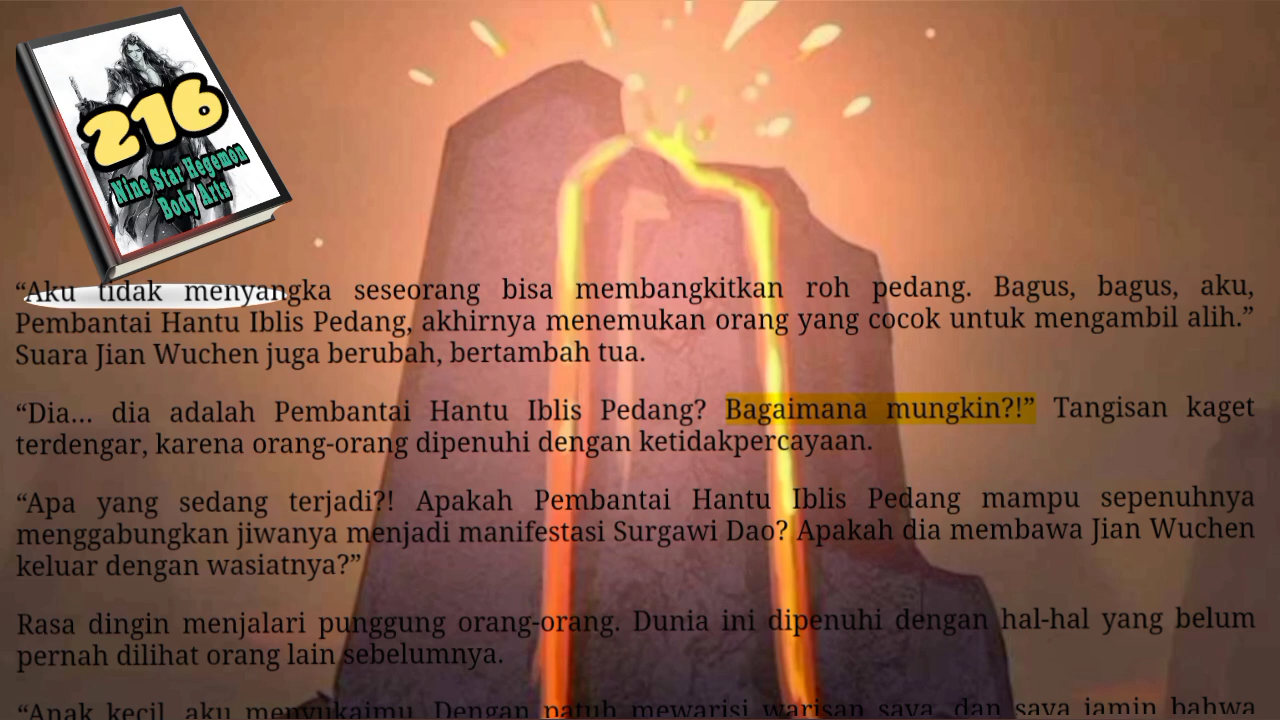 216
Nine Star Hegemon
Body Arts
“Aku tidak menyangka seseorang bisa membangkitkan roh pedang. Bagus, bagus, aku,
Pembantai Hantu Iblis Pedang, akhirnya menemukan orang yang cocok untuk mengambil alih.”
Suara Jian Wuchen juga berubah, bertambah tua.
“Dia… dia adalah Pembantai Hantu Iblis Pedang? Bagaimana mungkin?!” Tangisan kaget
terdengar, karena orang-orang dipenuhi dengan ketidakpercayaan.
“Apa yang sedang terjadi?! Apakah Pembantai Hantu Iblis Pedang mampu sepenuhnya
menggabungkan jiwanya menjadi manifestasi Surgawi Dao? Apakah dia membawa Jian Wuchen
keluar dengan wasiatnya?”
Rasa dingin menjalari punggung orang-orang. Dunia ini dipenuhi dengan hal-hal yang belum
pernah dilihat orang lain sebelumnya.
“Anak kecil, aku menyukaimu. Dengan patuh mewarisi warisan saya, dan saya jamin bahwa